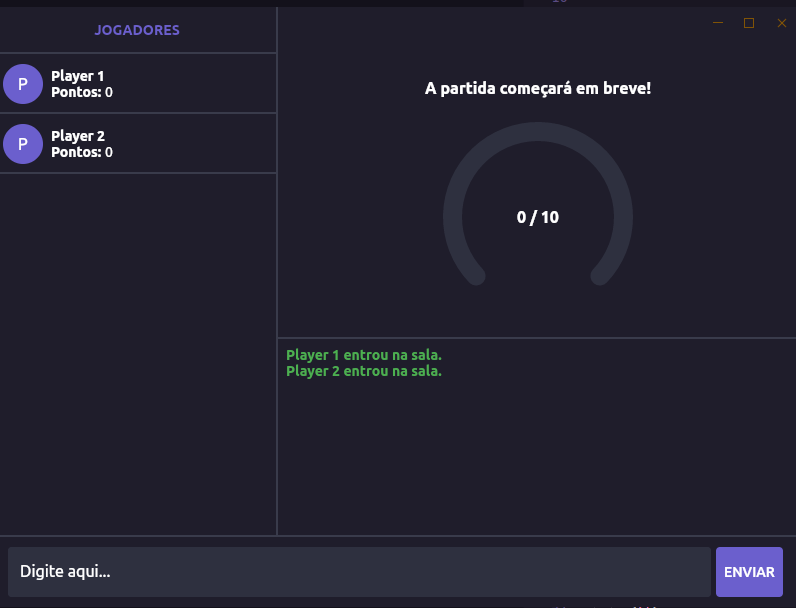 JOGADORES
P
Player 1
Pontos: 0
P
Player 2
Pontos: 0
A partida começará em breve!
0 / 10
Player 1 entrou na sala.
Player 2 entrou na sala.
Digite aqui...
ENVIAR